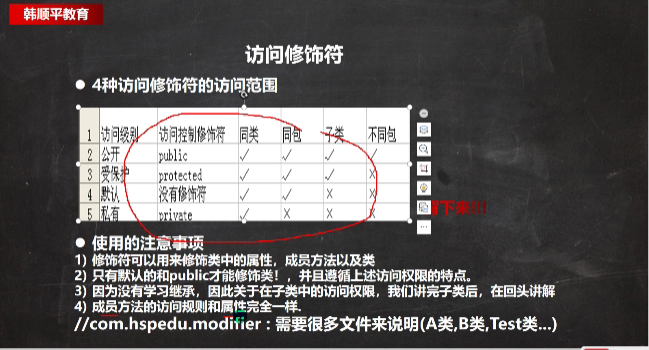 韩顺平教育
访问修饰符
● 4种访问修饰符的访问范围
1 访问级别 访问控制修饰符 同类 同包 子类 不同包
2 公开 public √ √ √ √
3 受保护 protected √ √ √ X
4 默认 没有修饰符 √ √ X X
5 私有 private √ X X X
下来!!!
● 使用的注意事项
1) 修饰符可以用来修饰类中的属性，成员方法以及类
2) 只有默认的和public才能修饰类！，并且遵循上述访问权限的特点。
3) 因为没有学习继承，因此关于在子类中的访问权限，我们讲完子类后，在回头讲解
4) 成员方法的访问规则和属性完全一样.
//com.hspedu.modifier : 需要很多文件来说明(A类,B类,Test类...)